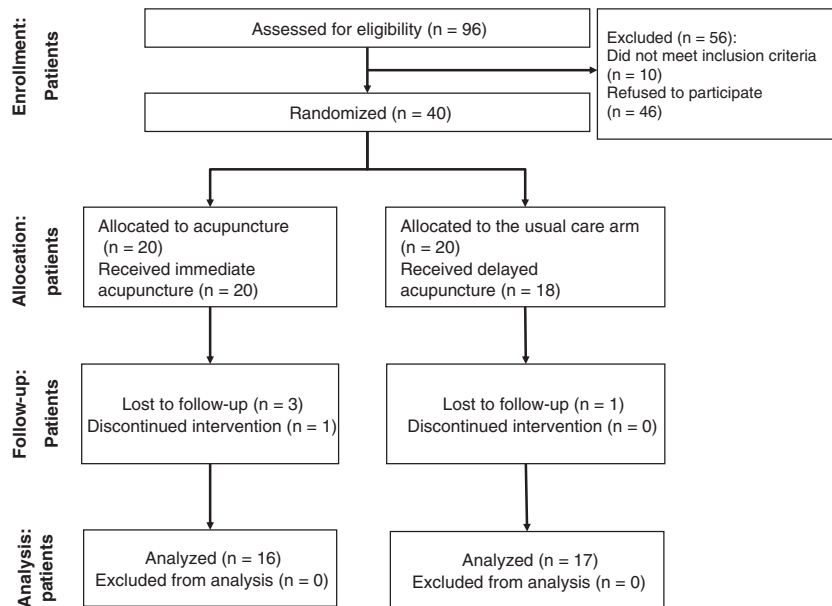 Enrollment:
Patients
Assessed for eligibility (n = 96)
Excluded (n = 56):
Did not meet inclusion criteria
(n = 10)
Refused to participate
(n = 46)
Randomized (n = 40)
Allocation:
patients
Allocated to acupuncture
(n = 20)
Received immediate
acupuncture (n = 20)
Allocated to the usual care arm
(n = 20)
Received delayed
acupuncture (n = 18)
Follow-up:
Patients
Lost to follow-up (n = 3)
Discontinued intervention (n = 1)
Lost to follow-up (n = 1)
Discontinued intervention (n = 0)
Analysis:
patients
Analyzed (n = 16)
Excluded from analysis (n = 0)
Analyzed (n = 17)
Excluded from analysis (n = 0)